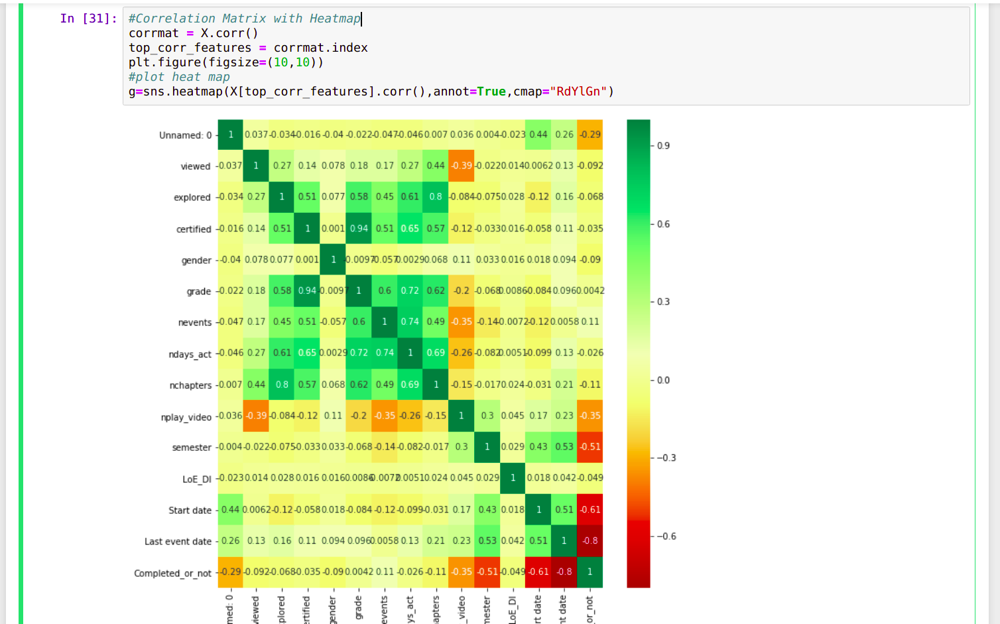 In [31]: #Correlation Matrix with Heatmap
corrmat = X.corr()
top_corr_features = corrmat.index
plt.figure(figsize=(10,10))
#plot heat map
g=sns.heatmap(X[top_corr_features].corr(),annot=True,cmap="RdYlGn")
Unnamed: 0 1 0.037 -0.034 -0.016 -0.04 -0.022 -0.047 -0.046 0.007 0.036 0.004 -0.023 0.44 0.26 -0.29
viewed -0.037 1 0.27 0.14 0.078 0.18 0.17 0.27 0.44 -0.39 -0.022 0.014 0.0062 0.13 -0.092
explored -0.034 0.27 1 0.51 0.077 0.58 0.45 0.61 0.8 -0.084 -0.075 0.028 -0.12 0.16 -0.068
certified -0.016 0.14 0.51 1 0.001 0.94 0.51 0.65 0.57 -0.12 -0.033 0.016 -0.058 0.11 -0.035
gender -0.04 0.078 0.077 0.001 1 0.0097 -0.057 0.0029 0.068 0.11 0.033 0.016 0.018 0.094 -0.09
grade -0.022 0.18 0.58 0.94 -0.0097 1 0.6 0.72 0.62 -0.2 -0.068 0.0086 -0.084 0.096 0.0042
nevents -0.047 0.17 0.45 0.51 -0.057 0.6 1 0.74 0.49 -0.35 -0.14 -0.0072 -0.12 0.0058 0.11
ndays_act -0.046 0.27 0.61 0.65 0.0029 0.72 0.74 1 0.69 -0.26 -0.082 0.0051 -0.099 0.13 -0.026
nchapters -0.007 0.44 0.8 0.57 0.068 0.62 0.49 0.69 1 -0.15 -0.017 0.024 -0.031 0.21 -0.11
nplay_video -0.036 -0.39 -0.084 -0.12 0.11 -0.2 -0.35 -0.26 -0.15 1 0.3 0.045 0.17 0.23 -0.35
semester -0.004 -0.022 -0.075 -0.033 0.033 -0.068 -0.14 -0.082 -0.017 0.3 1 0.029 0.43 0.53 -0.51
LoE_DI -0.023 0.014 0.028 0.016 0.016 0.0086 0.0072 0.0051 0.024 0.045 0.029 1 0.018 0.042 -0.049
Start date 0.44 0.0062 -0.12 -0.058 0.018 -0.084 -0.12 -0.099 -0.031 0.17 0.43 0.018 1 0.51 -0.61
Last event date 0.26 0.13 0.16 0.11 0.094 0.096 0.0058 0.13 0.21 0.23 0.53 0.042 0.51 1 -0.8
Completed_or_not -0.29 -0.092 -0.068 -0.035 -0.09 0.0042 0.11 -0.026 -0.11 -0.35 -0.51 -0.049 -0.61 -0.8 1
0.9
0.6
0.3
0.0
−0.3
−0.6
med: 0
viewed
plored
ertified
gender
grade
events
ys_act
apters
_video
mester
LoE_DI
rt date
nt date
or_not